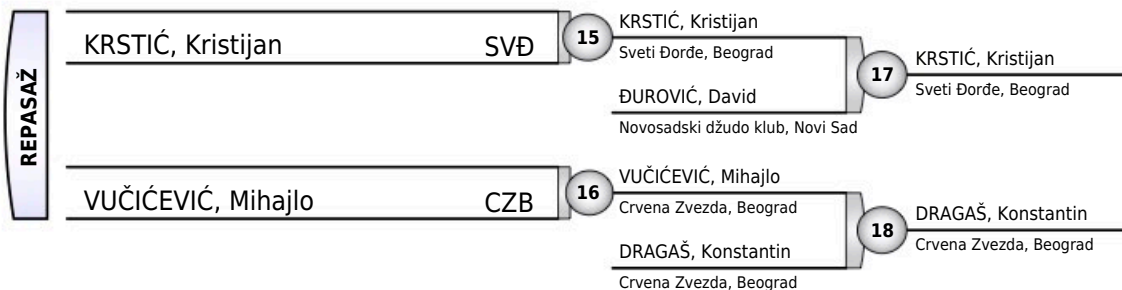 REPASAŽ
KRSTIĆ, Kristijan SVĐ
15
KRSTIĆ, Kristijan
Sveti Đorđe, Beograd
ĐUROVIĆ, David
Novosadski džudo klub, Novi Sad
17
KRSTIĆ, Kristijan
Sveti Đorđe, Beograd
VUČIĆEVIĆ, Mihajlo CZB
16
VUČIĆEVIĆ, Mihajlo
Crvena Zvezda, Beograd
DRAGAŠ, Konstantin
Crvena Zvezda, Beograd
18
DRAGAŠ, Konstantin
Crvena Zvezda, Beograd